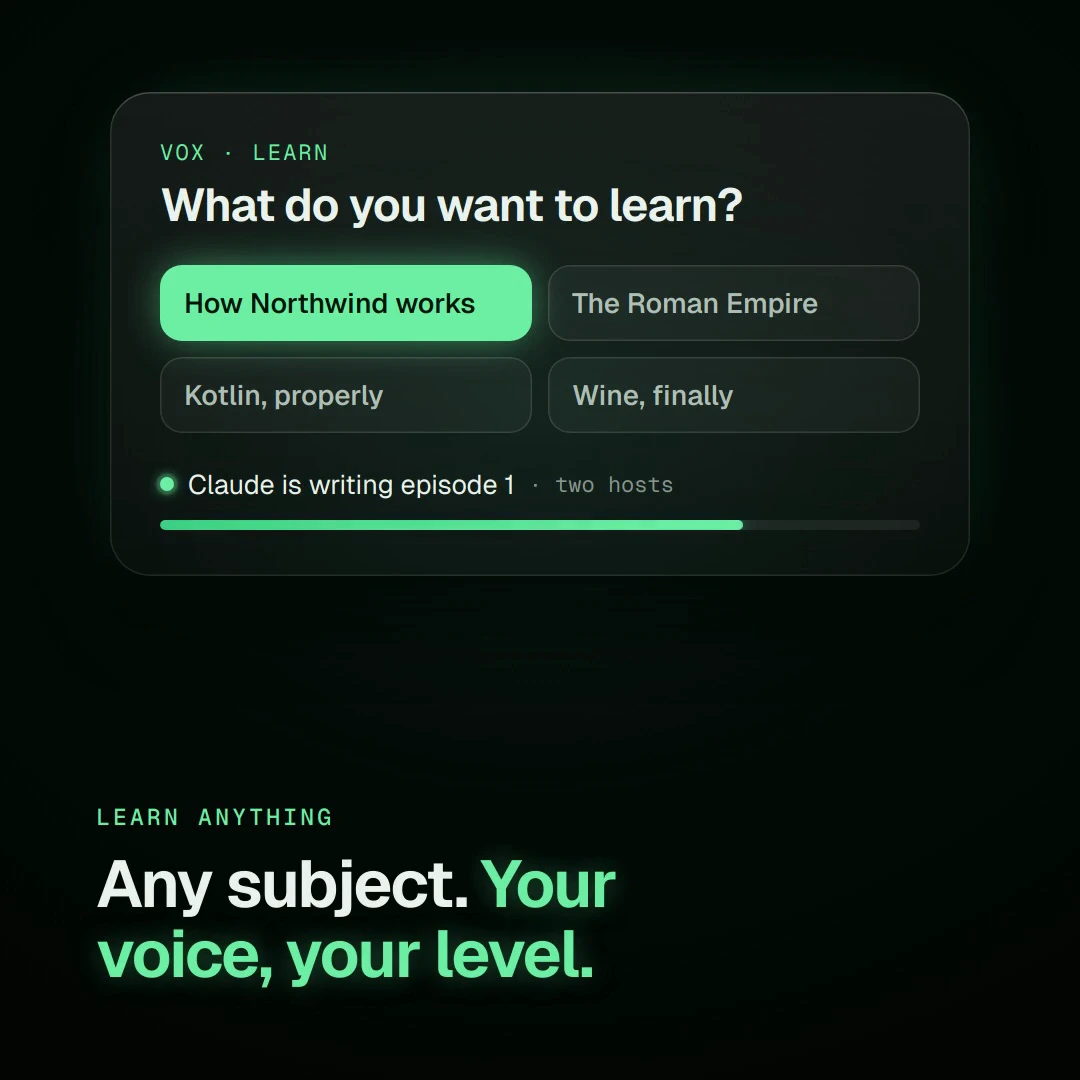 VOX · LEARN
What do you want to learn?
How Northwind works
The Roman Empire
Kotlin, properly
Wine, finally
Claude is writing episode 1 · two hosts
LEARN ANYTHING
Any subject. Your
voice, your level.